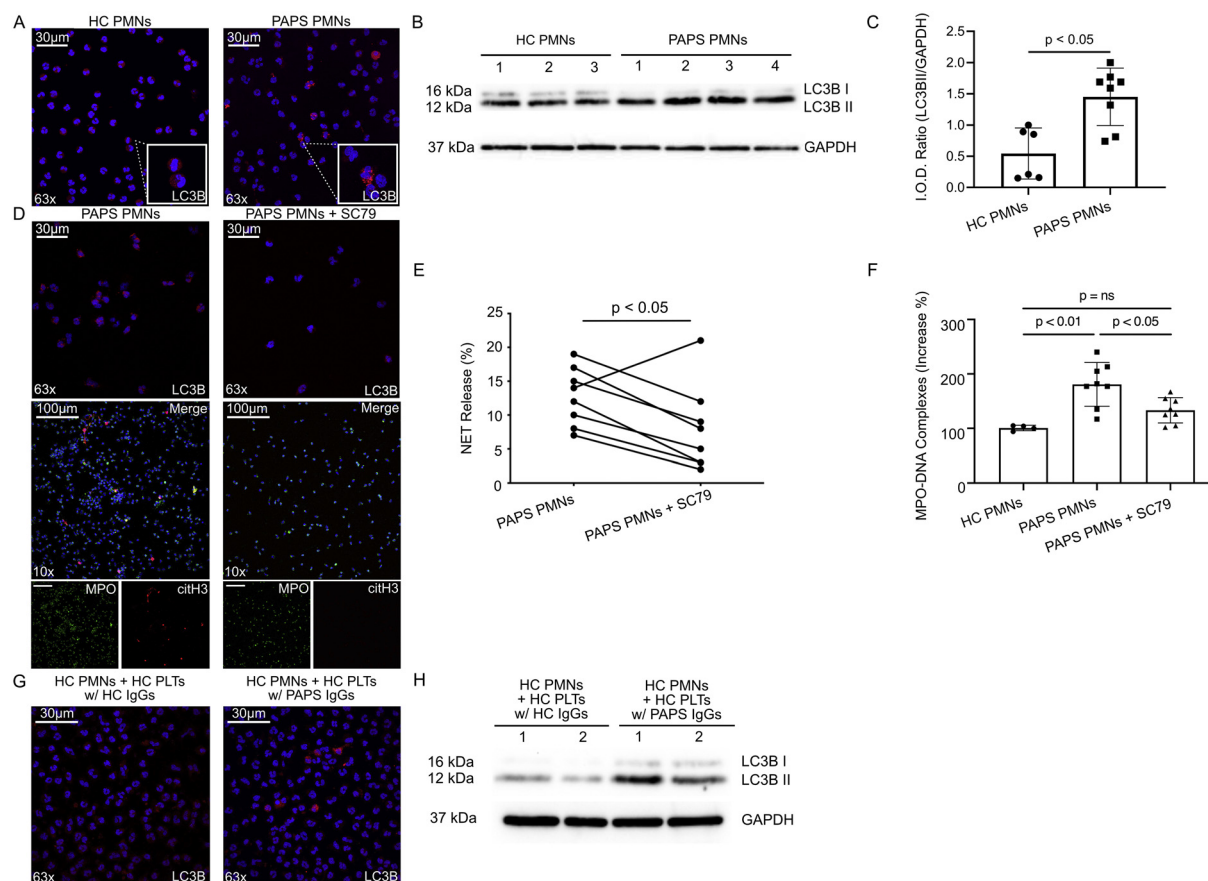 A
HC PMNs
PAPS PMNs
30µm
30µm
LC3B
LC3B
63x
63x
B
HC PMNs
PAPS PMNs
1 2 3 1 2 3 4
16 kDa
12 kDa
LC3B I
LC3B II
37 kDa
GAPDH
C
p < 0.05
I.O.D. Ratio (LC3BII/GAPDH)
2.5
2.0
1.5
1.0
0.5
0.0
HC PMNs
PAPS PMNs
D
PAPS PMNs
PAPS PMNs + SC79
30µm
30µm
63x
LC3B
63x
LC3B
100µm
Merge
100µm
Merge
10x
10x
MPO
citH3
MPO
citH3
E
p < 0.05
NET Release (%)
25
20
15
10
5
0
PAPS PMNs
PAPS PMNs + SC79
F
p = ns
p < 0.01
p < 0.05
MPO-DNA Complexes (Increase %)
300
200
100
0
HC PMNs
PAPS PMNs
PAPS PMNs + SC79
G
HC PMNs + HC PLTs
w/ HC IgGs
HC PMNs + HC PLTs
w/ PAPS IgGs
30µm
30µm
63x
LC3B
63x
LC3B
H
HC PMNs
+ HC PLTs
w/ HC IgGs
HC PMNs
+ HC PLTs
w/ PAPS IgGs
1 2 1 2
16 kDa
12 kDa
LC3B I
LC3B II
37 kDa
GAPDH